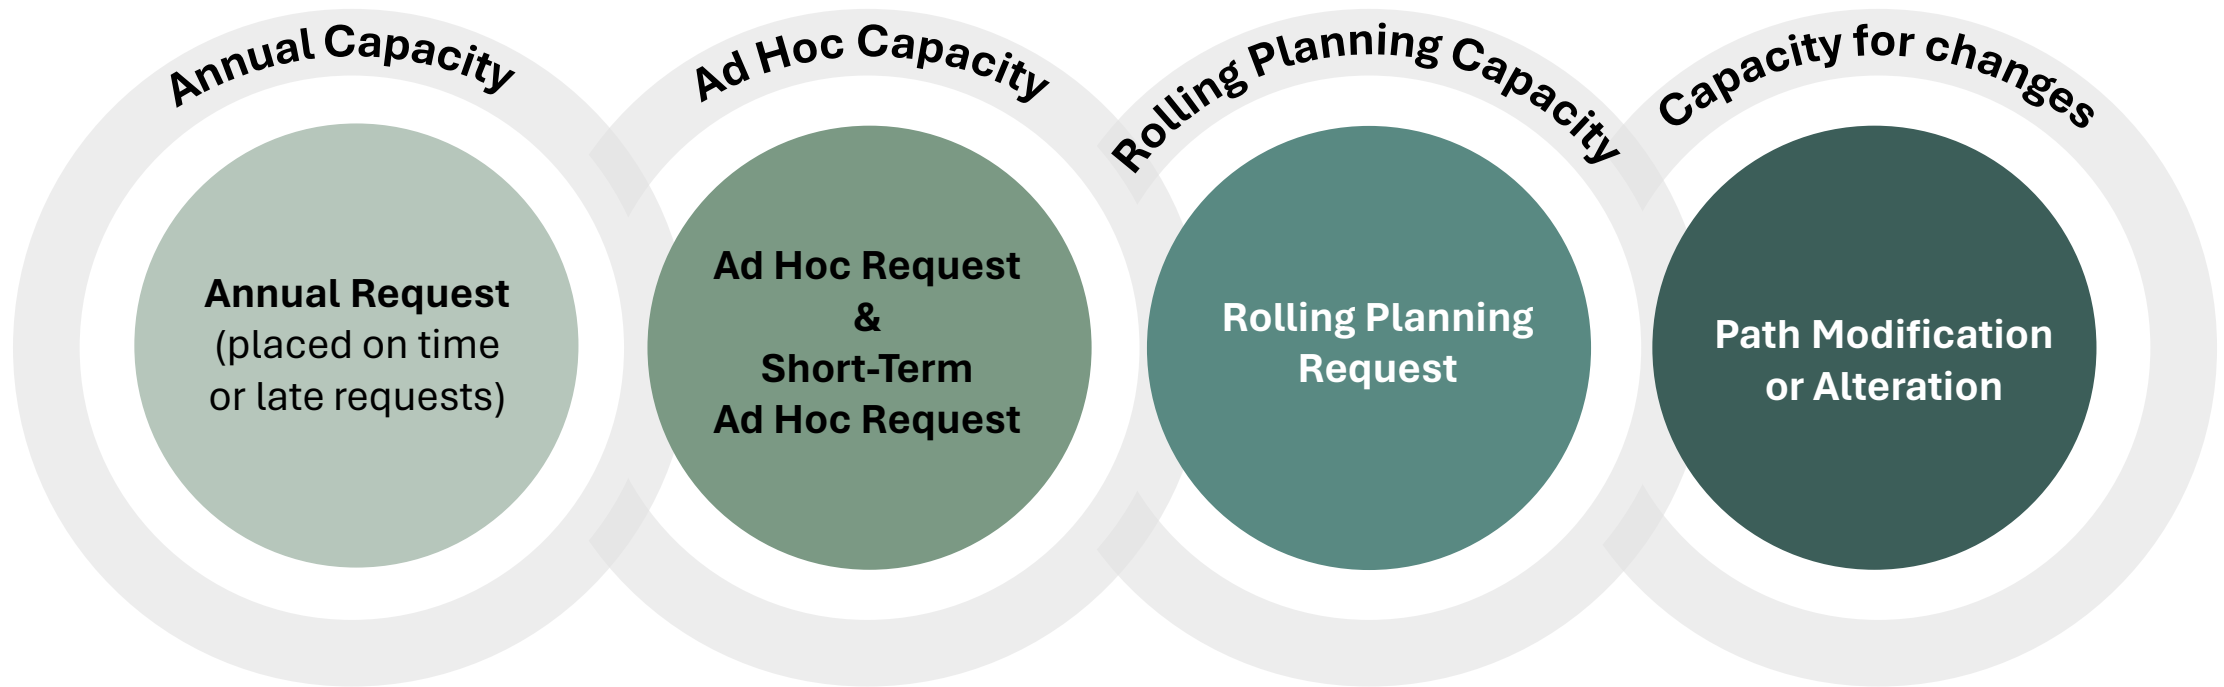 Annual Capacity
Annual Request
(placed on time
or late requests)
Ad Hoc Capacity
Ad Hoc Request
&
Short-Term
Ad Hoc Request
Rolling Planning Capacity
Rolling Planning
Request
Capacity for changes
Path Modification
or Alteration